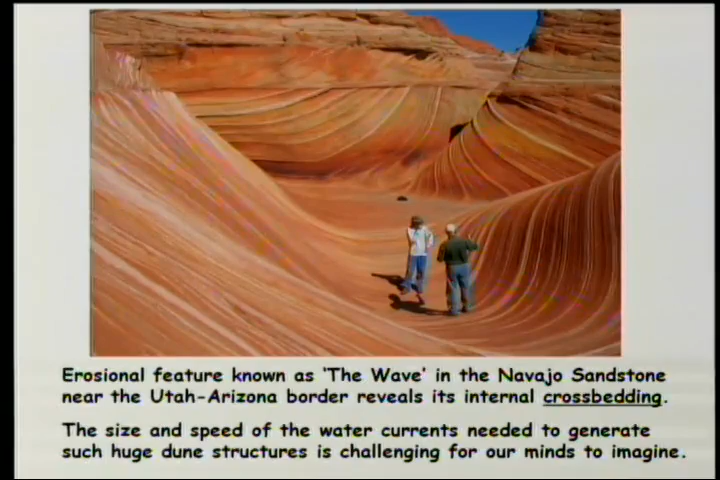 Erosional feature known as 'The Wave' in the Navajo Sandstone
near the Utah-Arizona border reveals its internal crossbedding.
The size and speed of the water currents needed to generate
such huge dune structures is challenging for our minds to imagine.